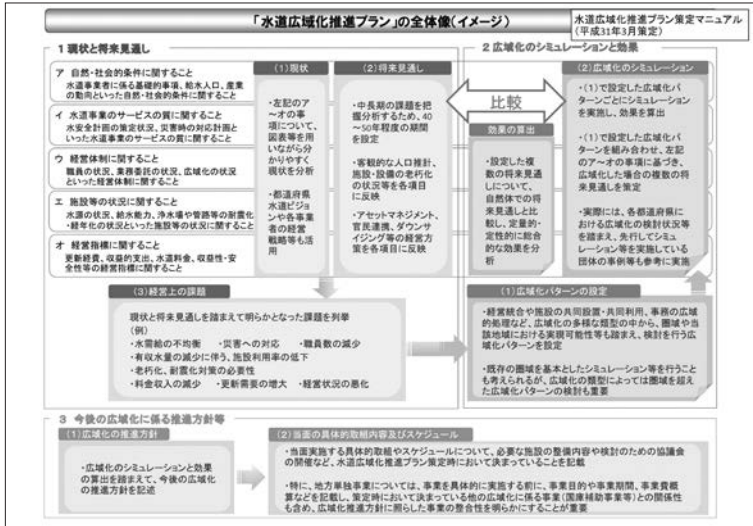 「水道広域化推進プラン」の全体像(イメージ)
水道広域化推進プラン策定マニュアル
(平成31年3月策定)
1 現状と将来見通し
ア 自然・社会的条件に関すること
水道事業者に係る基礎的事項、給水人口、産業
の動向といった自然・社会的条件に関すること
イ 水道事業のサービスの質に関すること
水安全計画の策定状況、災害時の対応計画と
いった水道事業のサービスの質に関すること
ウ 経営体制に関すること
職員の状況、業務委託の状況、広域化の状況
といった経営体制に関すること
エ 施設等の状況に関すること
水源の状況、給水能力、浄水場や管路等の耐震化
・経年化の状況といった施設等の状況に関すること
オ 経営指標に関すること
更新経費、収益的支出、水道料金、収益性・安
全性等の経営指標に関すること
(1)現状
・左記のア
~オの事
項について、
図表等を用
いながら分
かりやすく
現状を分析
・都道府県
水道ビジョ
ンや各事
業者の経営
戦略等も活
用
(2)将来見通し
・中長期の課題を把
握分析するため、40
~50年程度の期間
を設定
・客観的な人口推計、
施設・設備の老朽化
の状況等を各項目
に反映
・アセットマネジメント、
官民連携、ダウン
サイジング等の経営方
策を各項目に反映
(3)経営上の課題
現状と将来見通しを踏まえて明らかとなった課題を列挙
(例)
・水需給の不均衡 ・災害への対応 ・職員数の減少
・有収水量の減少に伴う、施設利用率の低下
・老朽化、耐震化対策の必要性
・料金収入の減少 ・更新需要の増大 ・経営状況の悪化
2 広域化のシミュレーションと効果
比較
効果の算出
・設定した複
数の将来見
通しについて、
自然体での
将来見通し
と比較し、定
量的・定性
的に総合的
な効果を分
析
(2)広域化のシミュレーション
・(1)で設定した広域化パ
ターンごとにシミュレーション
を実施し、効果を算出
・(1)で設定した広域化パ
ターンを組み合わせ、左記
のア~オの事項に基づき、
広域化した場合の複数の
将来見通しを策定
・実際には、各都道府県に
おける広域化の検討状況等
を踏まえ、先行してシミュレ
ーション等を実施している
団体の事例等も参考に実施
(1)広域化パターンの設定
・経営統合や施設の共同設置・共同利用、事務の広域
的処理など、広域化の多様な類型の中から、圏域や当
該地域における実現可能性等も踏まえ、検討を行う広
域化パターンを設定
・既存の圏域を基本としたシミュレーション等を行うこと
も考えられるが、広域化の類型によっては圏域を超え
た広域化パターンの検討も重要
3 今後の広域化に係る推進方針等
(1)広域化の推進方針
・広域化のシミュレーションと効果
の算出を踏まえて、今後の広域化
の推進方針を記述
(2)当面の具体的取組内容及びスケジュール
・当面実施する具体的取組やスケジュールについて、必要な施設の整備内容や検討のための協議会
の開催など、水道広域化推進プラン策定時において決まっていることを記載
・特に、地方単独事業については、事業を具体的に実施する前に、事業目的や事業期間、事業費概
算などを記載し、策定時において決まっている他の広域化に係る事業(国庫補助事業等)との関係性
も含め、広域化推進方針に照らした事業の整合性を明らかにすることが重要